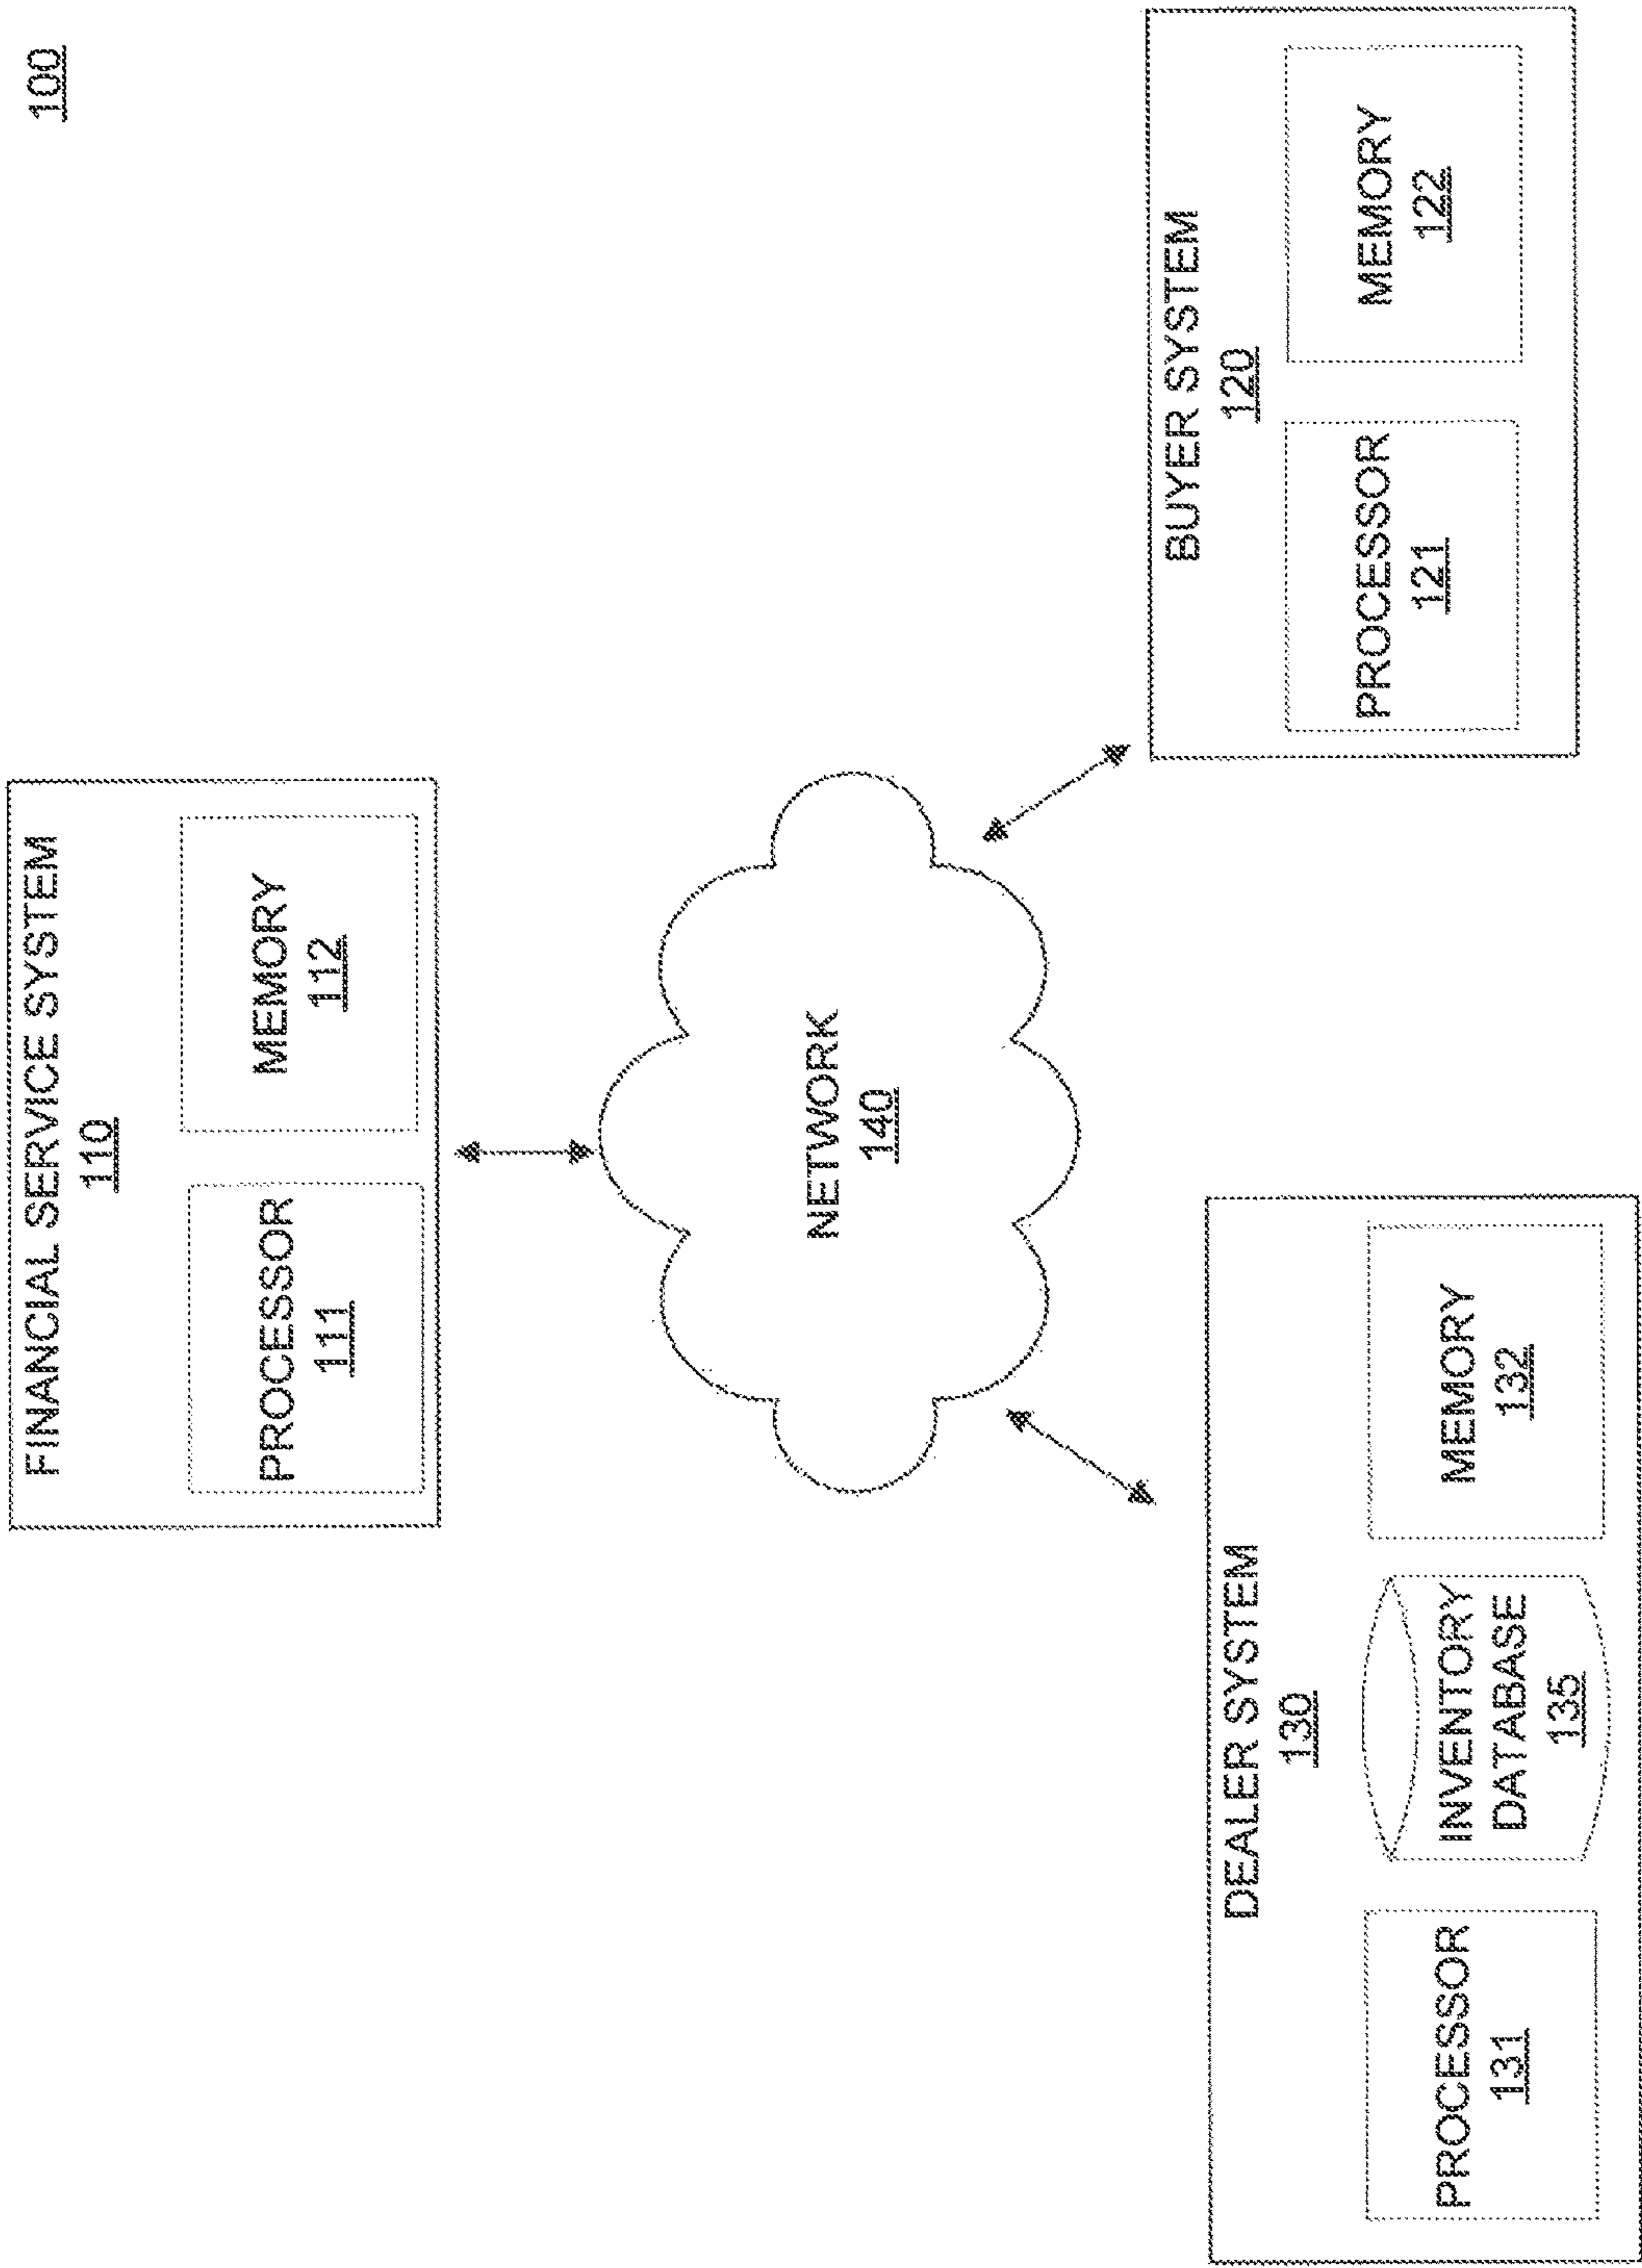 100
FINANCIAL SERVICE SYSTEM
110
PROCESSOR
111
MEMORY
112
NETWORK
140
DEALER SYSTEM
130
PROCESSOR
131
INVENTORY
DATABASE
135
MEMORY
132
BUYER SYSTEM
120
PROCESSOR
121
MEMORY
122